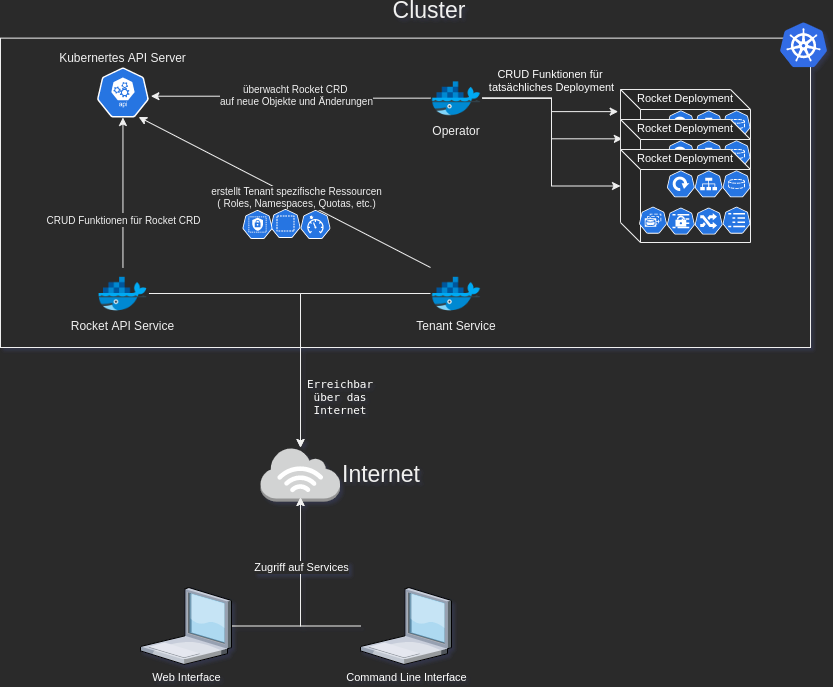 Cluster
Kubernertes API Server
api
überwacht Rocket CRD
auf neue Objekte und Änderungen
Operator
CRUD Funktionen für
tatsächliches Deployment
Rocket Deployment
Rocket Deployment
Rocket Deployment
erstellt Tenant spezifische Ressourcen
( Roles, Namespaces, Quotas, etc.)
CRUD Funktionen für Rocket CRD
Rocket API Service
Tenant Service
Erreichbar
über das
Internet
Internet
Zugriff auf Services
Web Interface
Command Line Interface